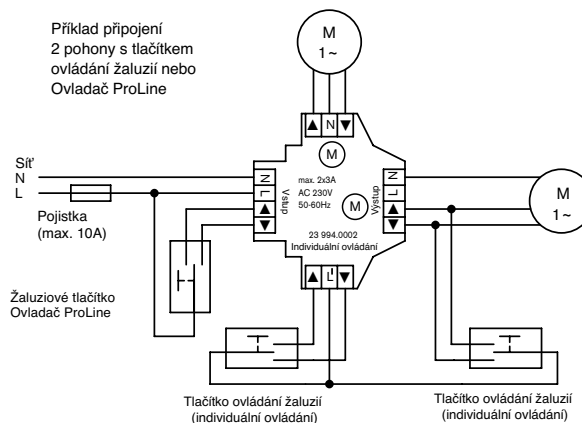 Příklad připojení
2 pohony s tlačítkem
ovládání žaluzií nebo
Ovladač ProLine
M
1~
▲ N ▼
M
Síť
N
L
Pojistka
(max. 10A)
N
L
▲
▼
Vstup
max. 2x3A
AC 230V
50-60Hz
M
Výstup
N
L
▲
▼
M
1~
23 994.0002
Individuální ovládání
▲ L' ▼
Žaluziové tlačítko
Ovladač ProLine
Tlačítko ovládání žaluzií
(individuální ovládání)
Tlačítko ovládání žaluzií
(individuální ovládání)